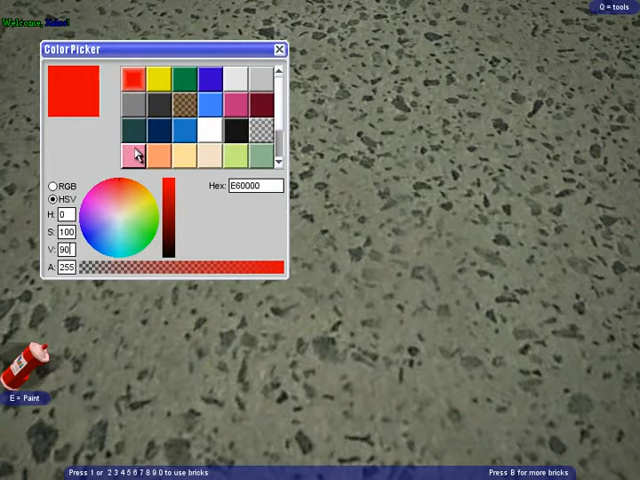 Q = tools
Welcome,
Color Picker
RGB
HSV
Hex: E60000
H: 0
S: 100
V: 90
A: 255
E = Paint
Press 1 or 2 3 4 5 6 7 8 9 0 to use bricks
Press B for more bricks